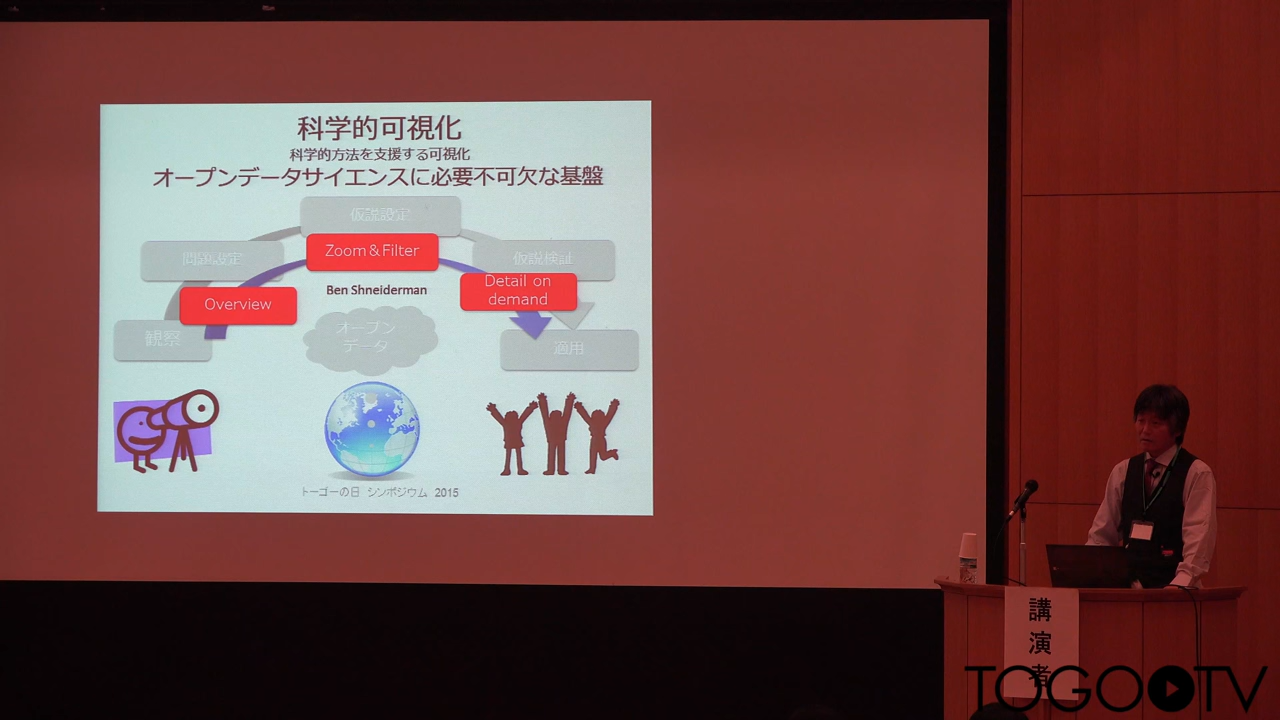 科学的可視化
科学的方法を支援する可視化
オープンデータサイエンスに必要不可欠な基盤
仮説設定
Zoom & Filter
問題設定
仮説検証
Overview
Ben Shneiderman
Detail on
demand
観察
オープン
データ
適用
トーゴーの日 シンポジウム 2015
講
演
者
TOGOTV